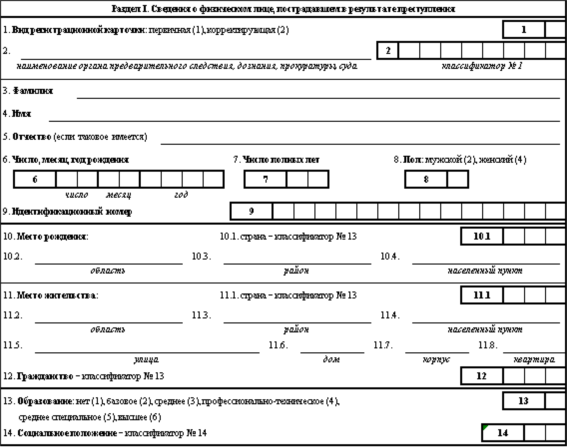 Раздел I. Сведения о физическом лице, пострадавшем в результате преступления
1. Вид регистрационной карточки: первичная (1), корректирующая (2) 1
2. 2
наименование органа предварительного следствия, дознания, прокуратуры, суда классификатор № 1
3. Фамилия
4. Имя
5. Отчество (если таковое имеется)
6. Число, месяц, год рождения 7. Число полных лет 8. Пол: мужской (2), женский (4)
6 7 8
число месяц год
9. Идентификационный номер 9
10. Место рождения: 10.1. страна – классификатор № 13 10.1
10.2. 10.3. 10.4.
область район населенный пункт
11. Место жительства: 11.1. страна – классификатор № 13 11.1
11.2. 11.3. 11.4.
область район населенный пункт
11.5. 11.6. 11.7. 11.8.
улица дом корпус квартира
12. Гражданство – классификатор № 13 12
13. Образование: нет (1), базовое (2), среднее (3), профессионально-техническое (4), 13
среднее специальное (5), высшее (6)
14. Социальное положение – классификатор № 14 14